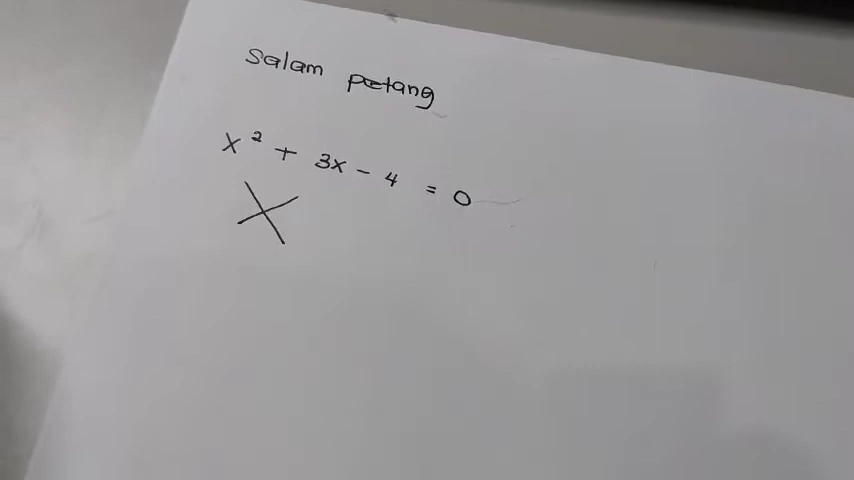 Salam petang
x² + 3x - 4 = 0